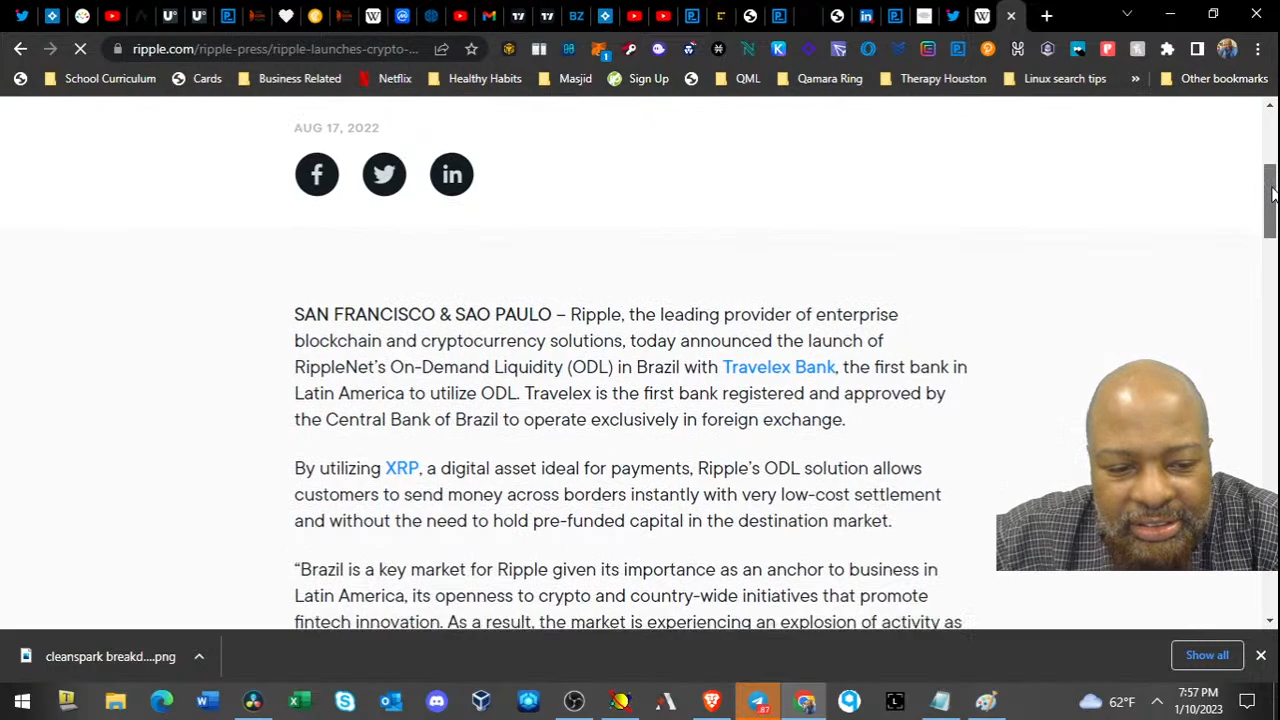 ripple.com/ripple-press/ripple-launches-crypto-...
School Curriculum Cards Business Related Netflix Healthy Habits Masjid Sign Up QML Qamara Ring Therapy Houston Linux search tips » Other bookmarks
AUG 17, 2022
SAN FRANCISCO & SAO PAULO – Ripple, the leading provider of enterprise
blockchain and cryptocurrency solutions, today announced the launch of
RippleNet’s On-Demand Liquidity (ODL) in Brazil with Travelex Bank, the first bank in
Latin America to utilize ODL. Travelex is the first bank registered and approved by
the Central Bank of Brazil to operate exclusively in foreign exchange.
By utilizing XRP, a digital asset ideal for payments, Ripple’s ODL solution allows
customers to send money across borders instantly with very low-cost settlement
and without the need to hold pre-funded capital in the destination market.
“Brazil is a key market for Ripple given its importance as an anchor to business in
Latin America, its openness to crypto and country-wide initiatives that promote
fintech innovation. As a result, the market is experiencing an explosion of activity as
cleanspark breakd....png
Show all
62°F
7:57 PM
1/10/2023